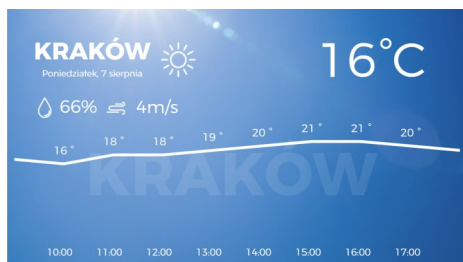 KRAKÓW
Poniedziałek, 7 sierpnia
16°C
66% 4m/s
16° 18° 18° 19° 20° 21° 21° 20°
KRAKÓW
10:00 11:00 12:00 13:00 14:00 15:00 16:00 17:00